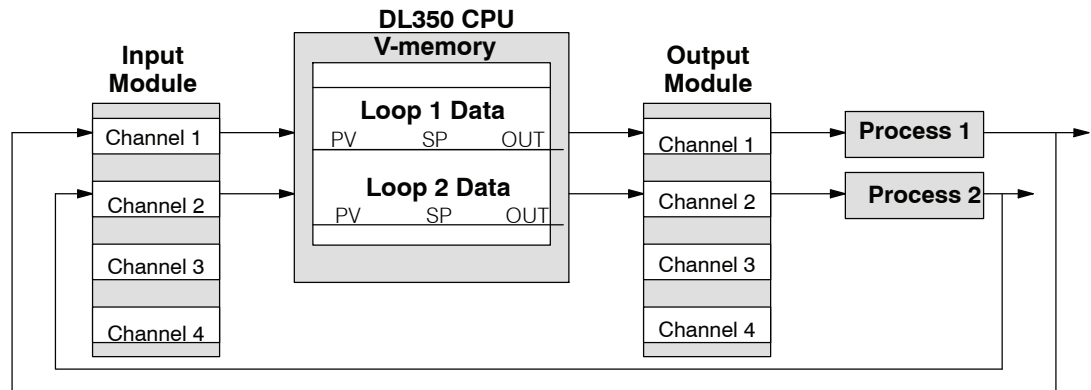 DL350 CPU
V-memory
Input
Module
Output
Module
Channel 1
Channel 2
Channel 3
Channel 4
Loop 1 Data
PV SP OUT
Loop 2 Data
PV SP OUT
Channel 1
Channel 2
Channel 3
Channel 4
Process 1
Process 2